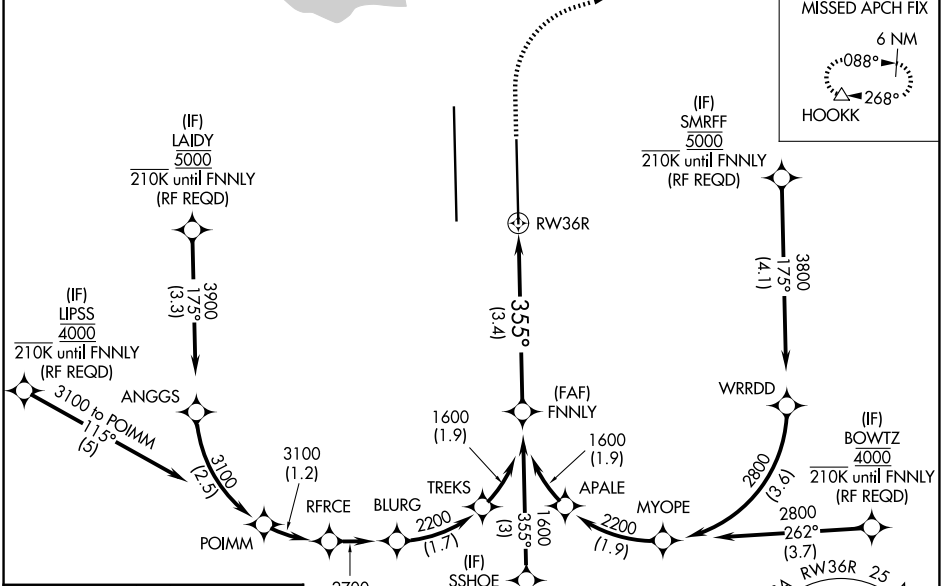 MISSED APCH FIX
6 NM
088°
268°
HOOKK
(IF)
LAIDY
5000
210K until FNNLY
(RF REQD)
(IF)
SMRFF
5000
210K until FNNLY
(RF REQD)
RW36R
3900
175°
(3.3)
3800
175°
(4.1)
(IF)
LIPSS
4000
210K until FNNLY
(RF REQD)
355°
(3.4)
3100 to POIMM
115°
(5)
ANGGS
(FAF)
FNNLY
WRRDD
(IF)
BOWTZ
4000
210K until FNNLY
(RF REQD)
1600
(1.9)
1600
(1.9)
3100
(2.5)
3100
(1.2)
2800
(3.6)
POIMM
RFRCE
BLURG
TREKS
APALE
MYOPE
2200
(1.7)
1600
355°
(3)
2200
(1.9)
2800
262°
(3.7)
(IF)
SSHOE
RW36R 25